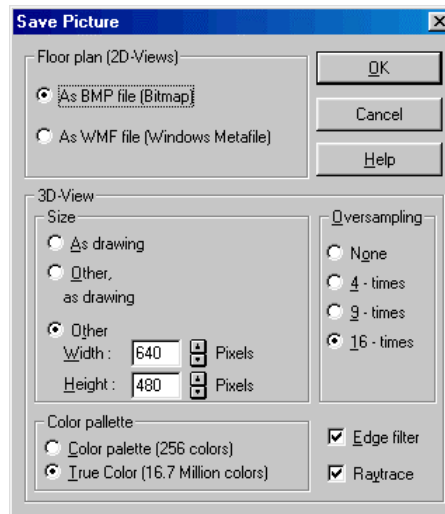 Save Picture
Floor plan (2D-Views)
As BMP file (Bitmap)
As WMF file (Windows Metafile)
OK
Cancel
Help
3D-View
Size
As drawing
Other,
as drawing
Other
Width : 640 Pixels
Height : 480 Pixels
Oversampling
None
4 - times
9 - times
16 - times
Color pallette
Color palette (256 colors)
True Color (16.7 Million colors)
Edge filter
Raytrace